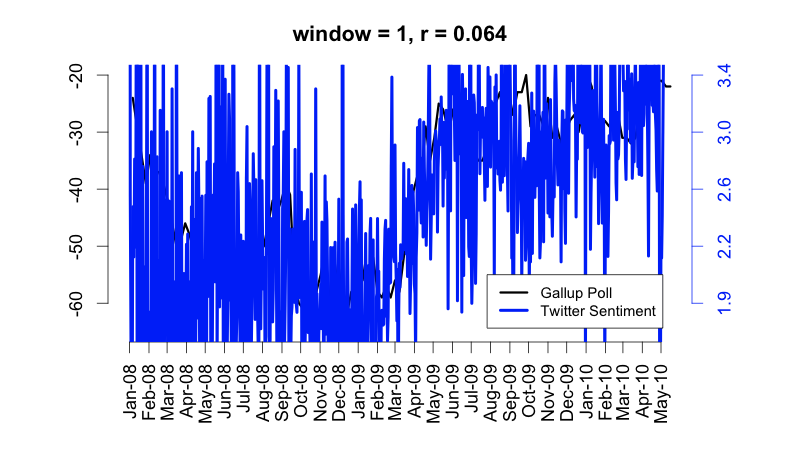 window = 1, r = 0.064
-20
-30
-40
-50
-60
3.4
3.0
2.6
2.2
1.9
Gallup Poll
Twitter Sentiment
Jan-08
Feb-08
Mar-08
Apr-08
May-08
Jun-08
Jul-08
Aug-08
Sep-08
Oct-08
Nov-08
Dec-08
Jan-09
Feb-09
Mar-09
Apr-09
May-09
Jun-09
Jul-09
Aug-09
Sep-09
Oct-09
Nov-09
Dec-09
Jan-10
Feb-10
Mar-10
Apr-10
May-10